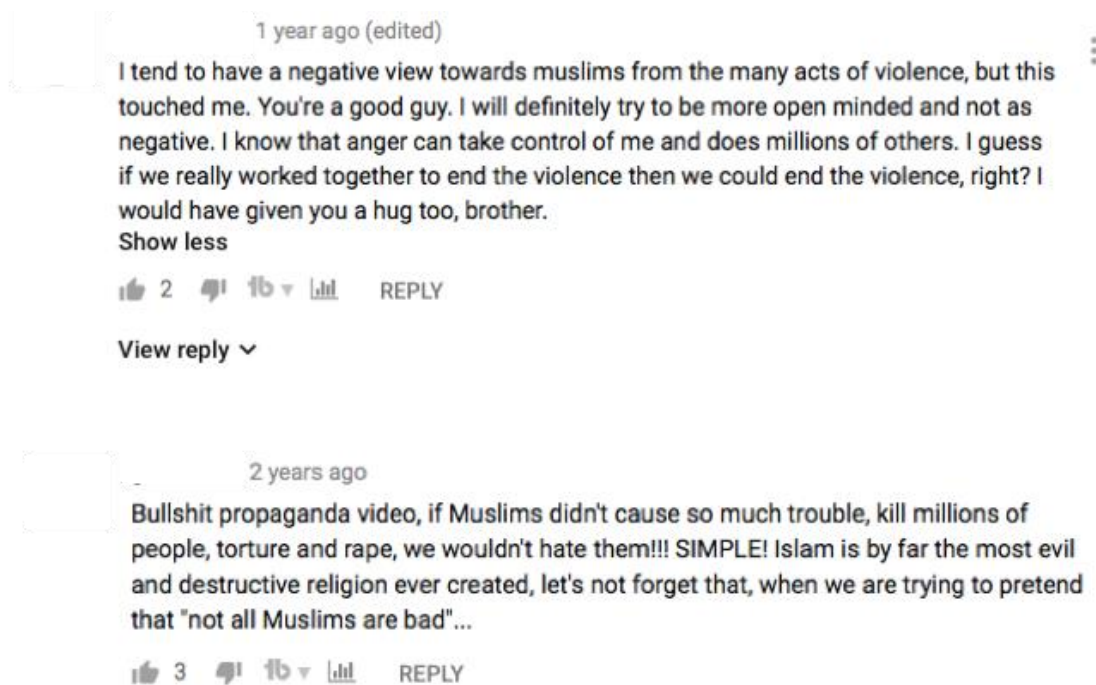 1 year ago (edited)
I tend to have a negative view towards muslims from the many acts of violence, but this
touched me. You're a good guy. I will definitely try to be more open minded and not as
negative. I know that anger can take control of me and does millions of others. I guess
if we really worked together to end the violence then we could end the violence, right? I
would have given you a hug too, brother.
Show less
2 REPLY
View reply
2 years ago
Bullshit propaganda video, if Muslims didn't cause so much trouble, kill millions of
people, torture and rape, we wouldn't hate them!!! SIMPLE! Islam is by far the most evil
and destructive religion ever created, let's not forget that, when we are trying to pretend
that "not all Muslims are bad"...
3 REPLY